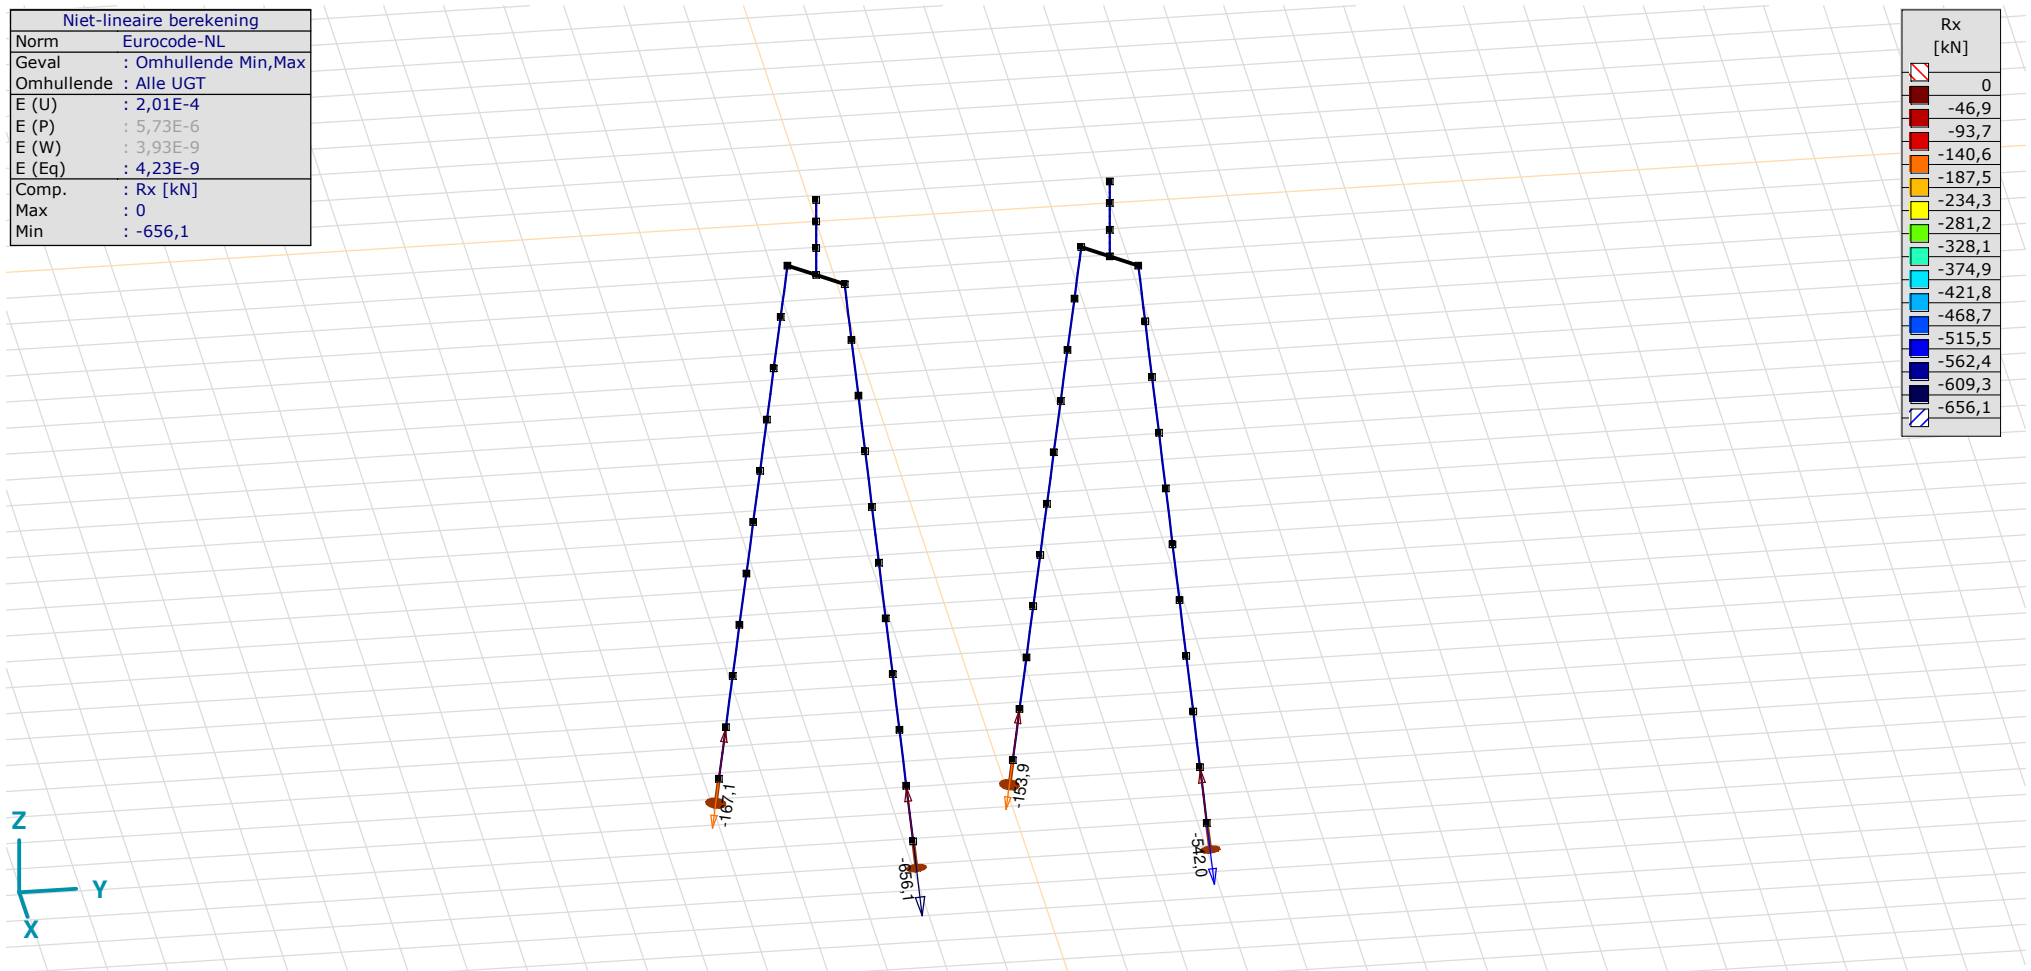 Niet-lineaire berekening
Norm Eurocode-NL
Geval : Omhullende Min,Max
Omhullende : Alle UGT
E (U) : 2,01E-4
E (P) : 5,73E-6
E (W) : 3,93E-9
E (Eq) : 4,23E-9
Comp. : Rx [kN]
Max : 0
Min : -656,1
Rx
[kN]
0
-46,9
-93,7
-140,6
-187,5
-234,3
-281,2
-328,1
-374,9
-421,8
-468,7
-515,5
-562,4
-609,3
-656,1
-167,1
-656,1
-153,9
-542,0
Z
Y
X